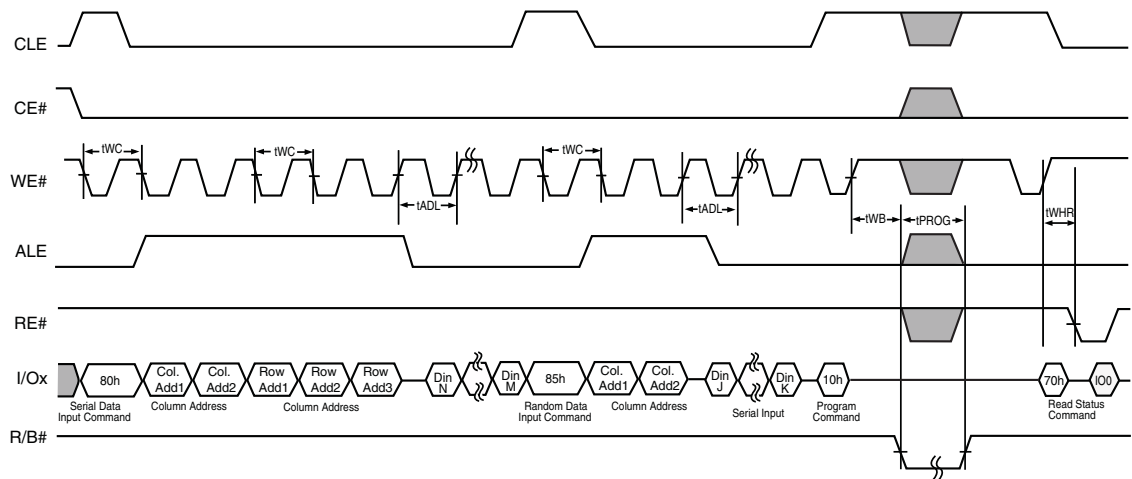 CLE
CE#
tWC
tWC
tWC
WE#
tADL
tADL
tWB
tPROG
tWHR
ALE
RE#
I/Ox
80h
Col. Add1
Col. Add2
Row Add1
Row Add2
Row Add3
Din N
Din M
85h
Col. Add1
Col. Add2
Din J
Din K
10h
70h
IO0
Serial Data Input Command
Column Address
Column Address
Random Data Input Command
Column Address
Serial Input
Program Command
Read Status Command
R/B#